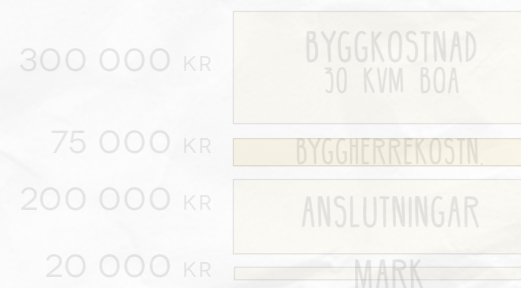 300 000 KR
BYGGKOSTNAD
30 KVM BOA
75 000 KR
BYGGHERREKOSTN.
200 000 KR
ANSLUTNINGAR
20 000 KR
MARK